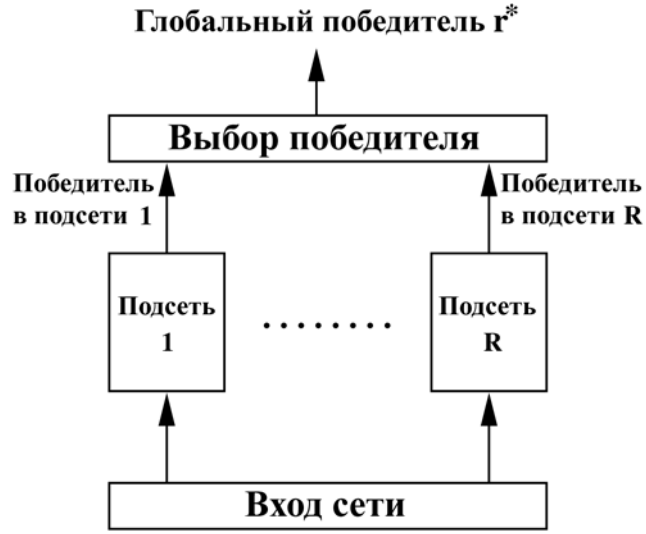 Глобальный победитель r*
Выбор победителя
Победитель
в подсети 1
Победитель
в подсети R
Подсеть
1
........
Подсеть
R
Вход сети